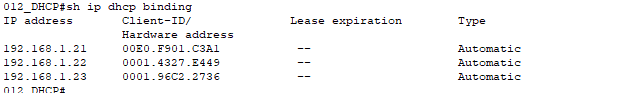 012_DHCP#sh ip dhcp binding
IP address Client-ID/ Lease expiration Type
Hardware address
192.168.1.21 00E0.F901.C3A1 -- Automatic
192.168.1.22 0001.4327.E449 -- Automatic
192.168.1.23 0001.96C2.2736 -- Automatic
012_DHCP#